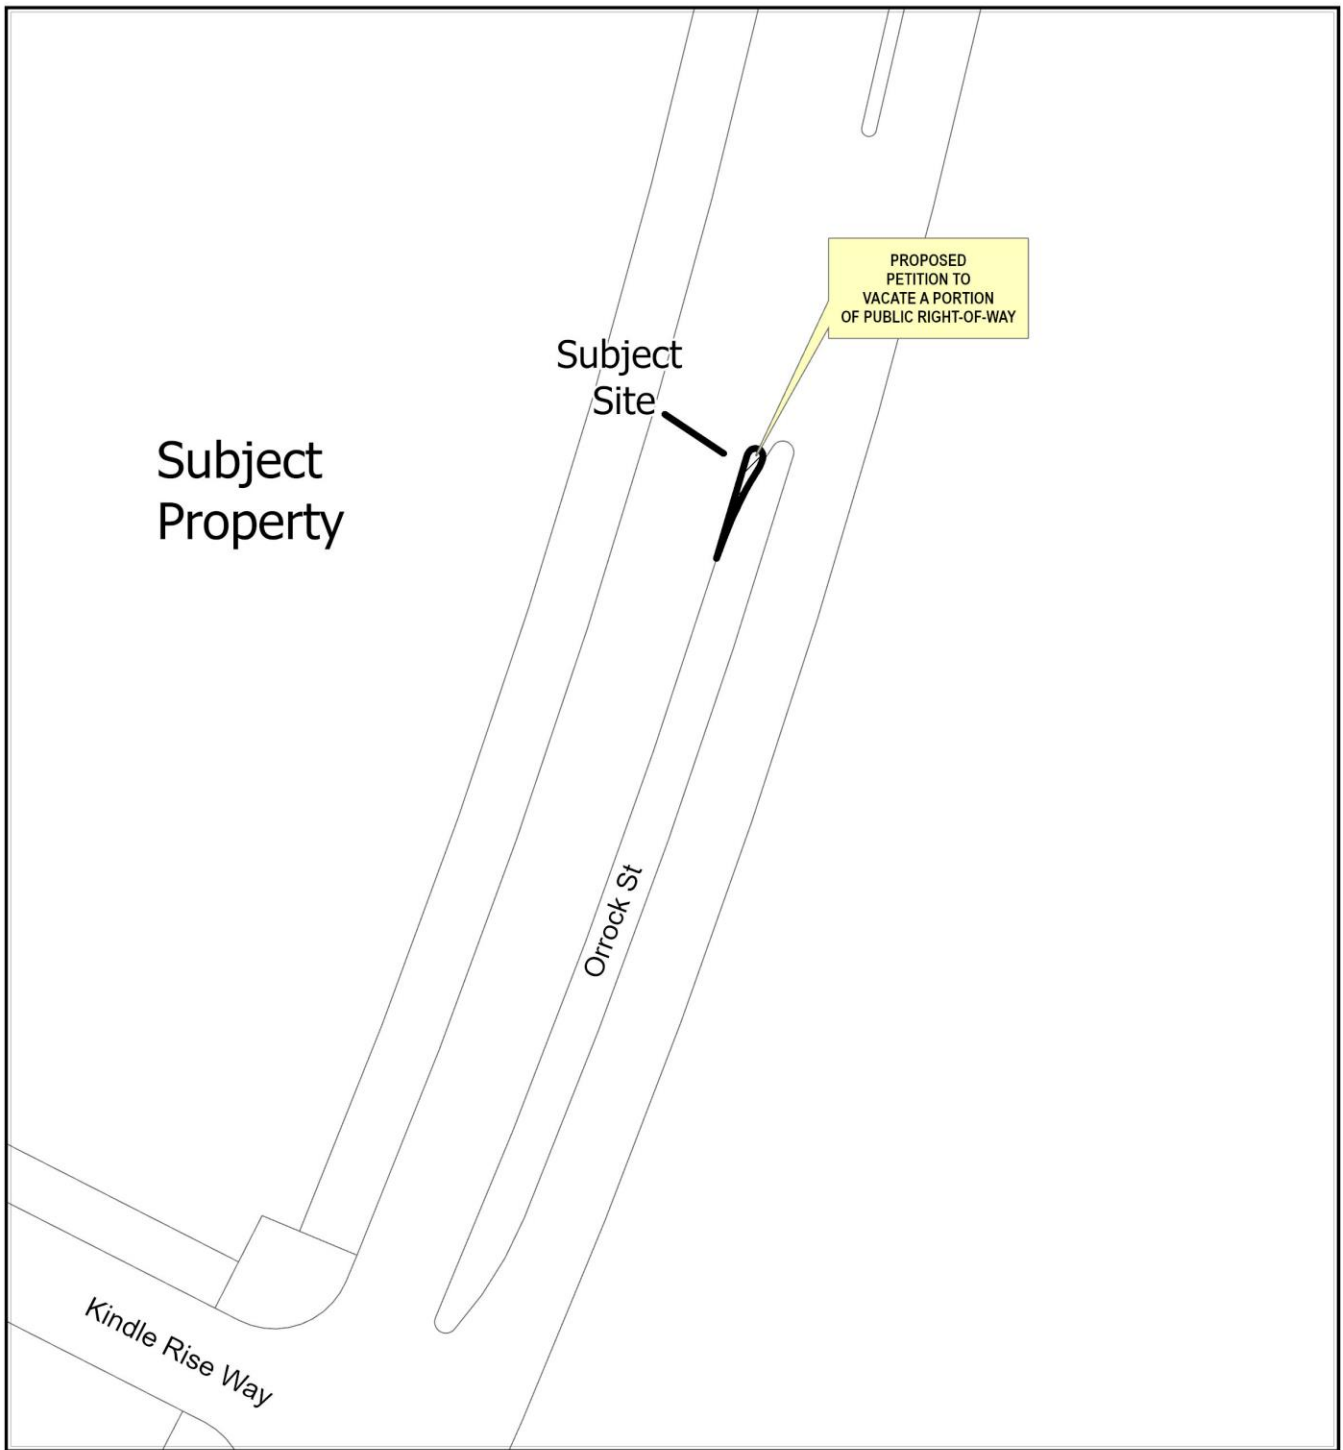 PROPOSED
PETITION TO
VACATE A PORTION
OF PUBLIC RIGHT-OF-WAY
Subject
Site
Subject
Property
Orrock St
Kindle Rise Way